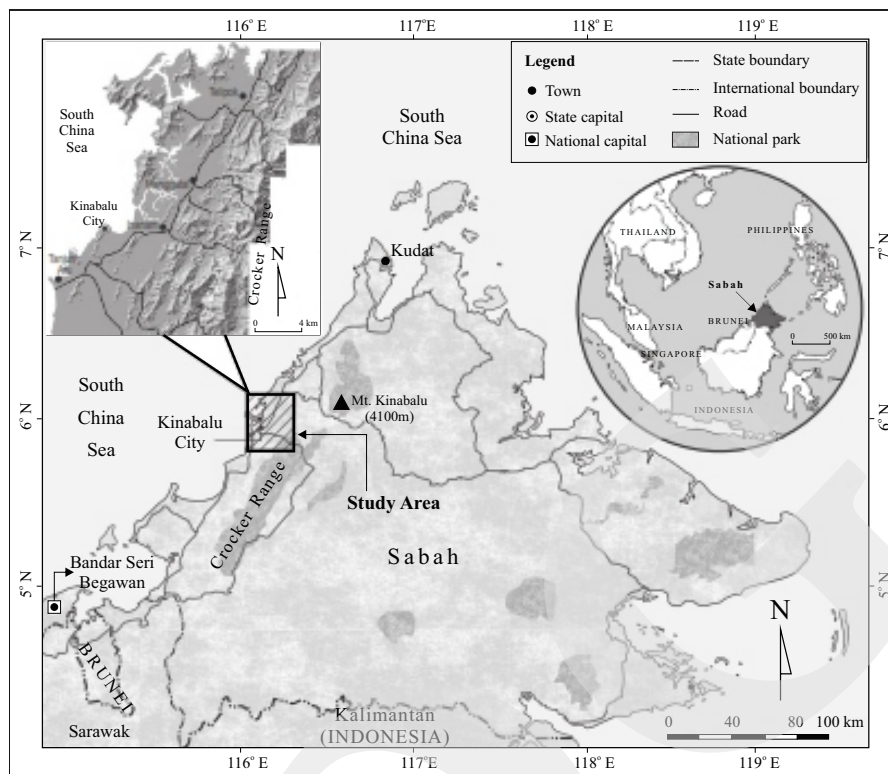 116° E
117° E
118° E
119° E
South
China
Sea
Kinabalu
City
Crocker Range
N
0 4 km
South
China Sea
Legend
Town
State capital
National capital
State boundary
International boundary
Road
National park
7° N
7° N
Kudat
THAILAND
PHILIPPINES
Sabah
BRUNEI
MALAYSIA
SINGAPORE
INDONESIA
0 500 km
South
China
Sea
Mt. Kinabalu
(4100m)
6° N
6° N
Kinabalu
City
Study Area
Crocker Range
Sabah
Bandar Seri
Begawan
5° N
5° N
BRUNEI
Sarawak
Kalimantan
(INDONESIA)
N
0 20 40 60 80 100 km
116° E
117° E
118° E
119° E